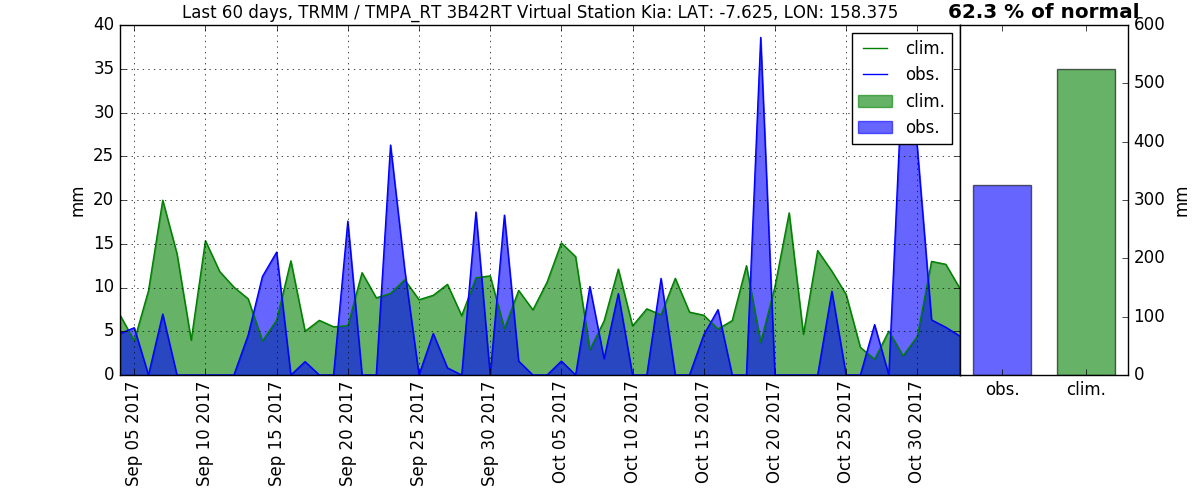 Last 60 days, TRMM / TMPA_RT 3B42RT Virtual Station Kia: LAT: -7.625, LON: 158.375
62.3 % of normal
mm
40
35
30
25
20
15
10
5
0
clim.
obs.
clim.
obs.
600
500
400
300
200
100
0
mm
Sep 05 2017
Sep 10 2017
Sep 15 2017
Sep 20 2017
Sep 25 2017
Sep 30 2017
Oct 05 2017
Oct 10 2017
Oct 15 2017
Oct 20 2017
Oct 25 2017
Oct 30 2017
obs.
clim.